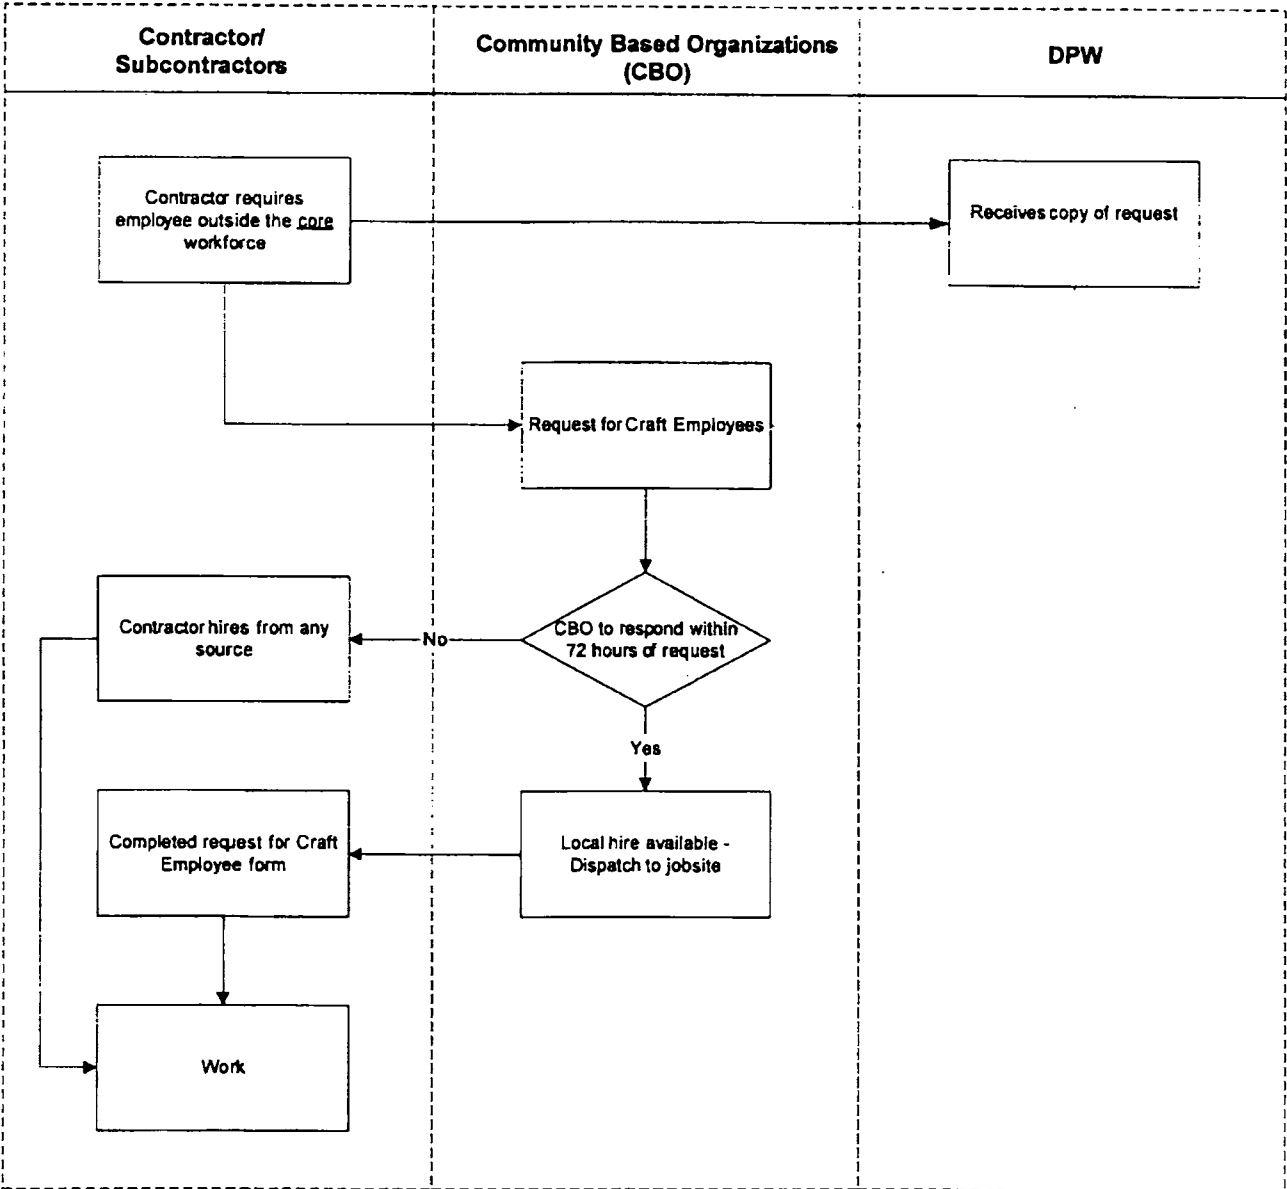 Contractor/
Subcontractors
Community Based Organizations
(CBO)
DPW
Contractor requires
employee outside the core
workforce
Receives copy of request
Request for Craft Employees
CBO to respond within
72 hours of request
No
Contractor hires from any
source
Yes
Completed request for Craft
Employee form
Local hire available -
Dispatch to jobsite
Work